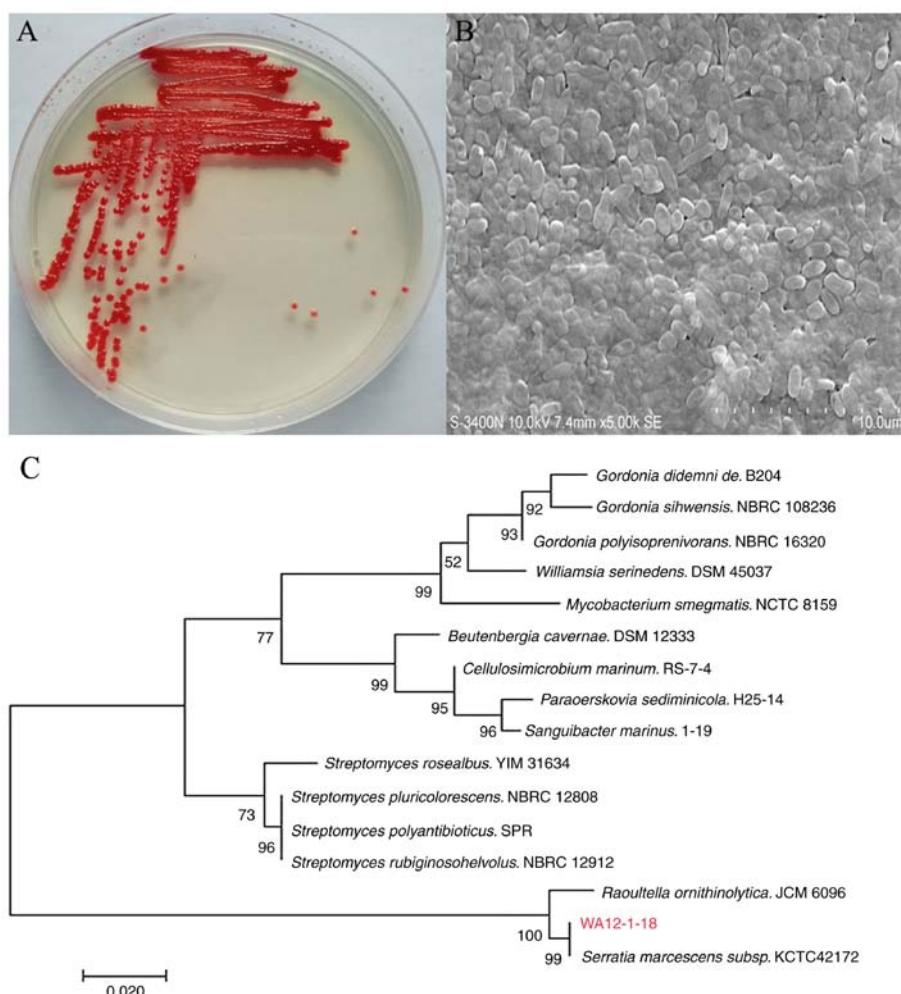 A
B
S-3400N 10.0kV 7.4mm x5.00k SE
10.0um
C
Gordonia didemni de. B204
92
Gordonia sihwensis. NBRC 108236
93
Gordonia polyisoprenivorans. NBRC 16320
52
Williamsia serinedens. DSM 45037
99
Mycobacterium smegmatis. NCTC 8159
77
Beutenbergia cavernae. DSM 12333
99
Cellulosimicrobium marinum. RS-7-4
95
Paraoerskovia sediminicola. H25-14
96
Sanguibacter marinus. 1-19
Streptomyces rosealbus. YIM 31634
73
Streptomyces pluricolorescens. NBRC 12808
Streptomyces polyantibioticus. SPR
96
Streptomyces rubiginosohelvolus. NBRC 12912
Raoultella ornithinolytica. JCM 6096
WA12-1-18
100
99
Serratia marcescens subsp. KCTC42172
0.020